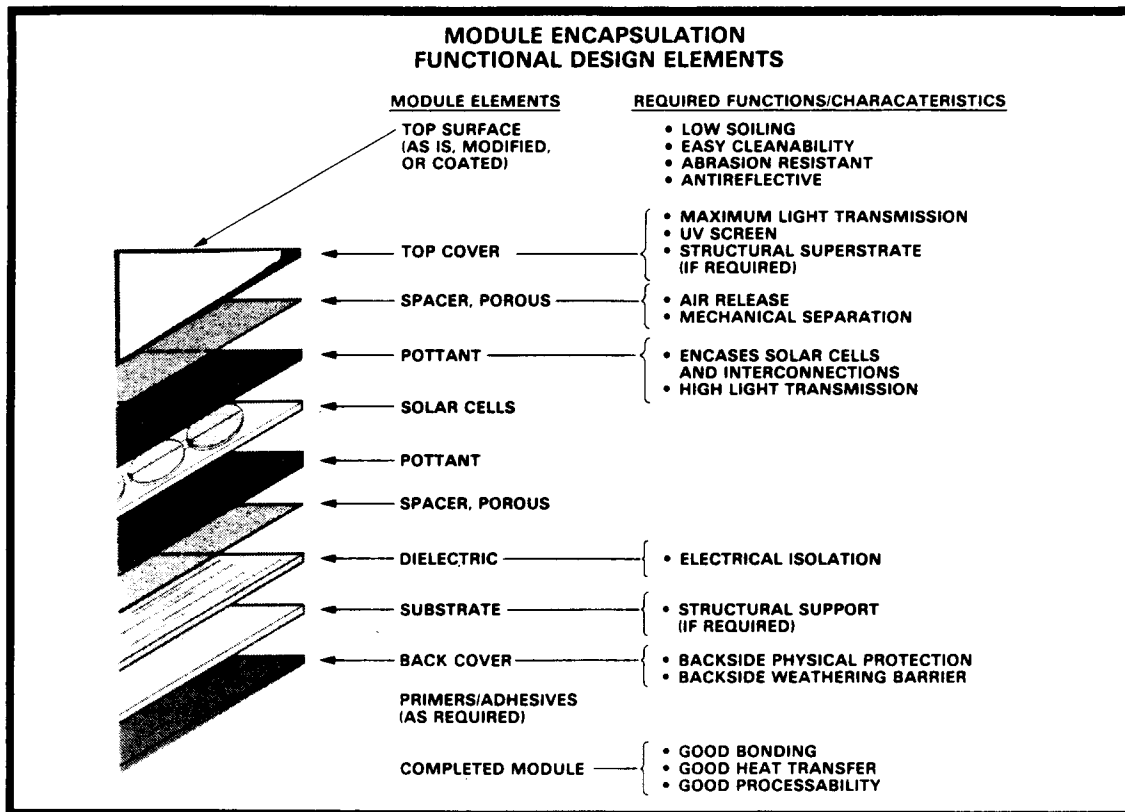 MODULE ENCAPSULATION
FUNCTIONAL DESIGN ELEMENTS
MODULE ELEMENTS
REQUIRED FUNCTIONS/CHARACATERISTICS
TOP SURFACE
(AS IS, MODIFIED,
OR COATED)
• LOW SOILING
• EASY CLEANABILITY
• ABRASION RESISTANT
• ANTIREFLECTIVE
TOP COVER
• MAXIMUM LIGHT TRANSMISSION
• UV SCREEN
• STRUCTURAL SUPERSTRATE
(IF REQUIRED)
SPACER, POROUS
• AIR RELEASE
• MECHANICAL SEPARATION
POTTANT
• ENCASES SOLAR CELLS
AND INTERCONNECTIONS
• HIGH LIGHT TRANSMISSION
SOLAR CELLS
POTTANT
SPACER, POROUS
DIELECTRIC
• ELECTRICAL ISOLATION
SUBSTRATE
• STRUCTURAL SUPPORT
(IF REQUIRED)
BACK COVER
• BACKSIDE PHYSICAL PROTECTION
• BACKSIDE WEATHERING BARRIER
PRIMERS/ADHESIVES
(AS REQUIRED)
COMPLETED MODULE
• GOOD BONDING
• GOOD HEAT TRANSFER
• GOOD PROCESSABILITY